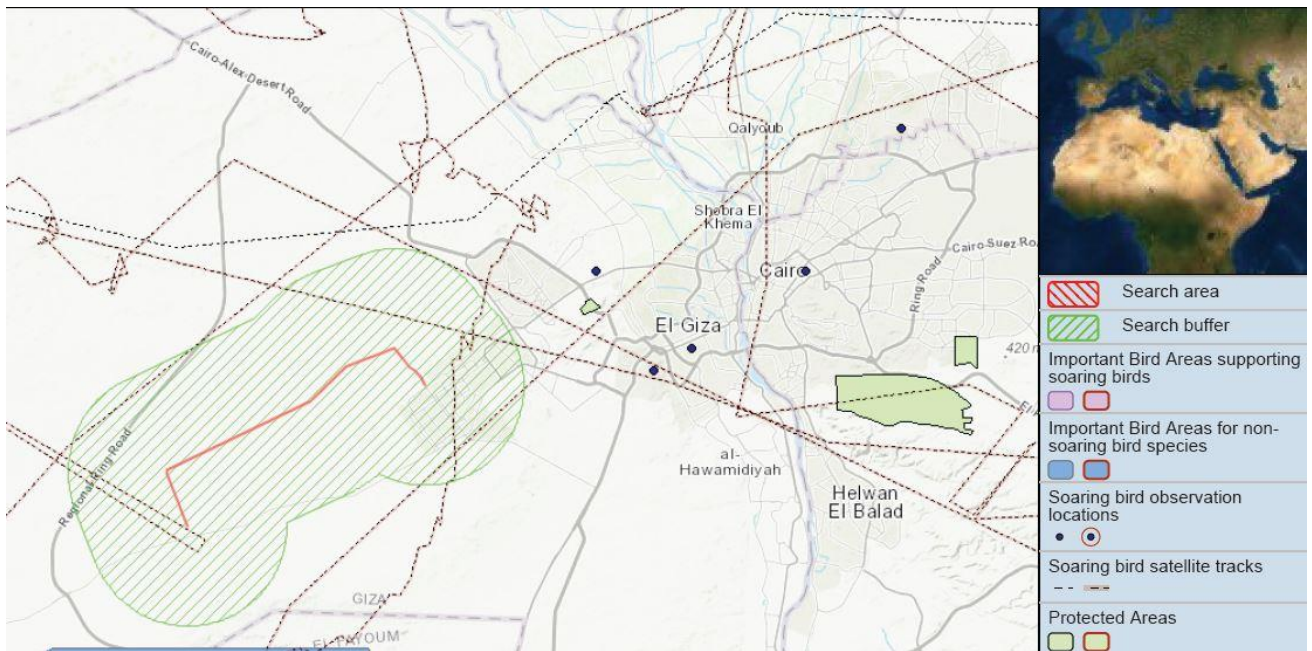 Cairo-Alex-Desert Road
Qalyoub
Shobra El
Khema
Cairo
Cairo Suez Ro
Ring Road
El Giza
420 m
al-
Hawamidiyah
Helwan
El Balad
Regional Ring Road
GIZA
EL FAYOUM
Search area
Search buffer
Important Bird Areas supporting
soaring birds
Important Bird Areas for non-
soaring bird species
Soaring bird observation
locations
Soaring bird satellite tracks
Protected Areas